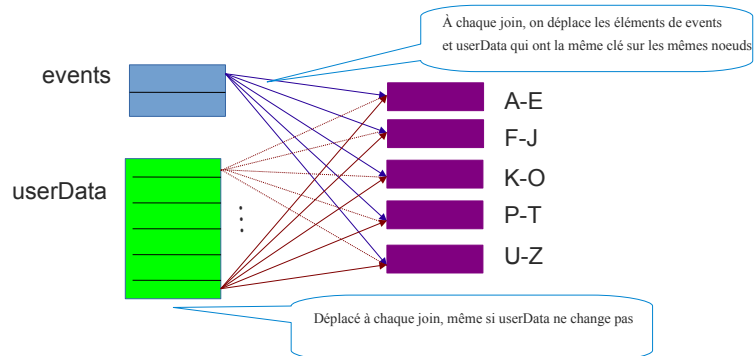 À chaque join, on déplace les éléments de events
et userData qui ont la même clé sur les mêmes noeuds
events
A-E
F-J
K-O
userData
P-T
U-Z
Déplacé à chaque join, même si userData ne change pas